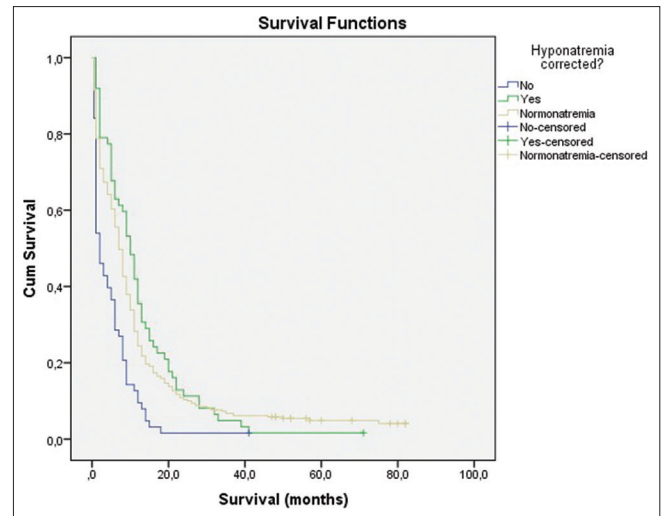 Survival Functions
Hyponatremia
corrected?
No
Yes
Normonatremia
No-censored
Yes-censored
Normonatremia-censored
Cum Survival
1,0
0,8
0,6
0,4
0,2
0,0
,0
20,0
40,0
60,0
80,0
100,0
Survival (months)